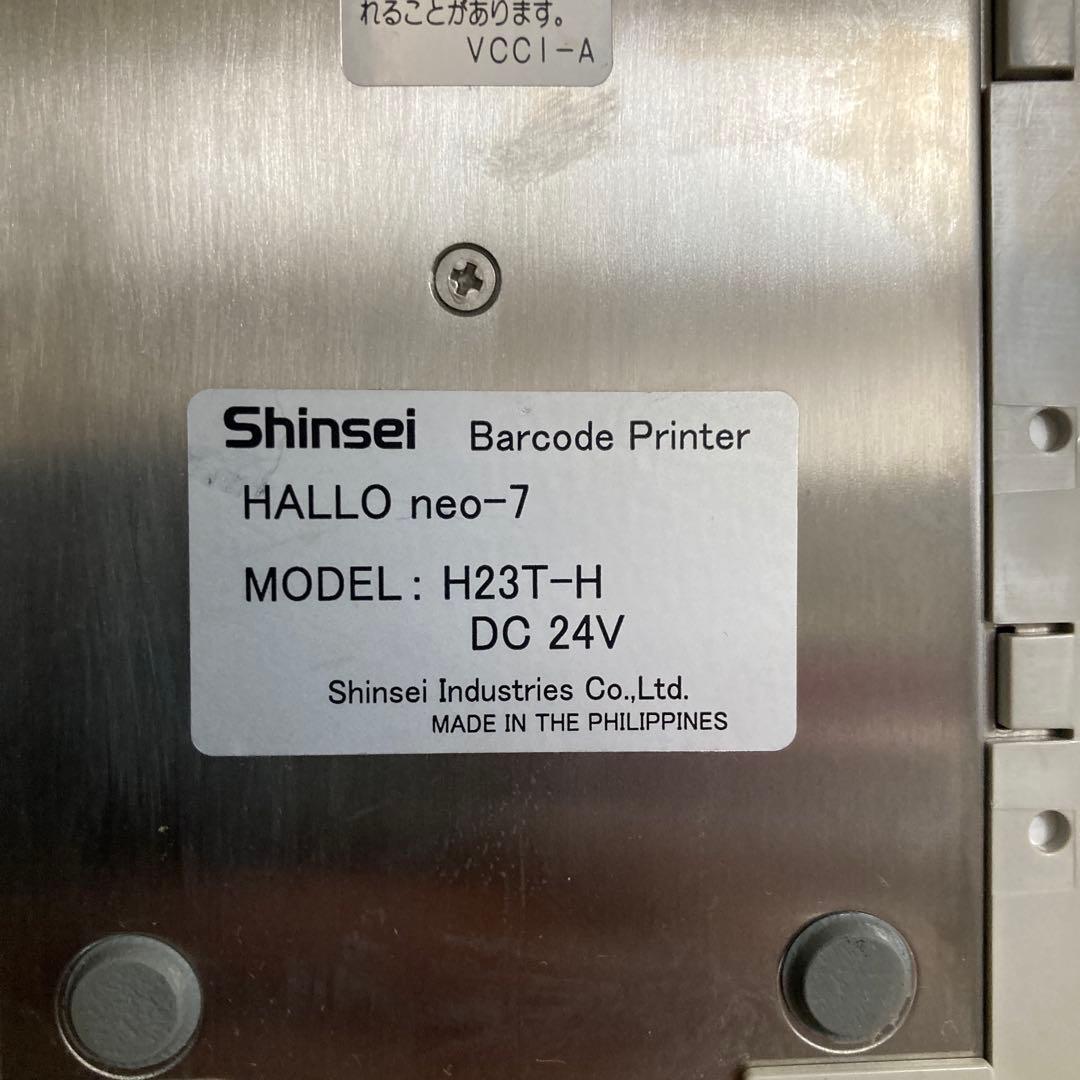 れることがあります。
VCCI-A
Shinsei Barcode Printer
HALLO neo-7
MODEL: H23T-H
DC 24V
Shinsei Industries Co.,Ltd.
MADE IN THE PHILIPPINES